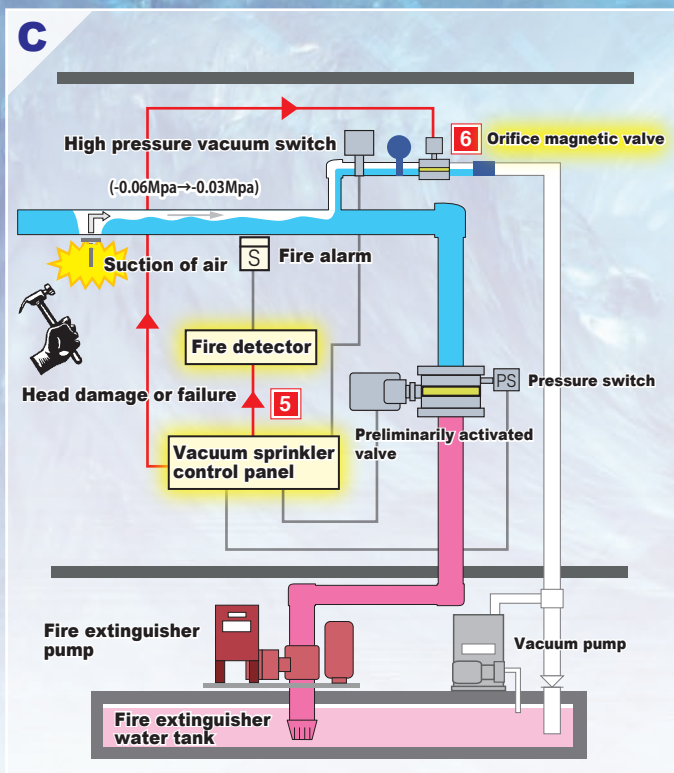 C
High pressure vacuum switch
6 Orifice magnetic valve
(-0.06Mpa→-0.03Mpa)
Suction of air
S
Fire alarm
Fire detector
Head damage or failure
5
PS
Pressure switch
Preliminarily activated
valve
Vacuum sprinkler
control panel
Fire extinguisher
pump
Vacuum pump
Fire extinguisher
water tank